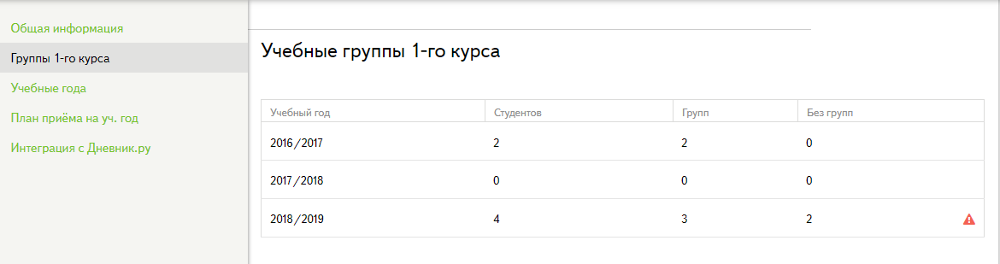 Общая информация
Группы 1-го курса
Учебные года
План приёма на уч. год
Интеграция с Дневник.ру
Учебные группы 1-го курса
Учебный год Студентов Групп Без групп
2016/2017 2 2 0
2017/2018 0 0 0
2018/2019 4 3 2